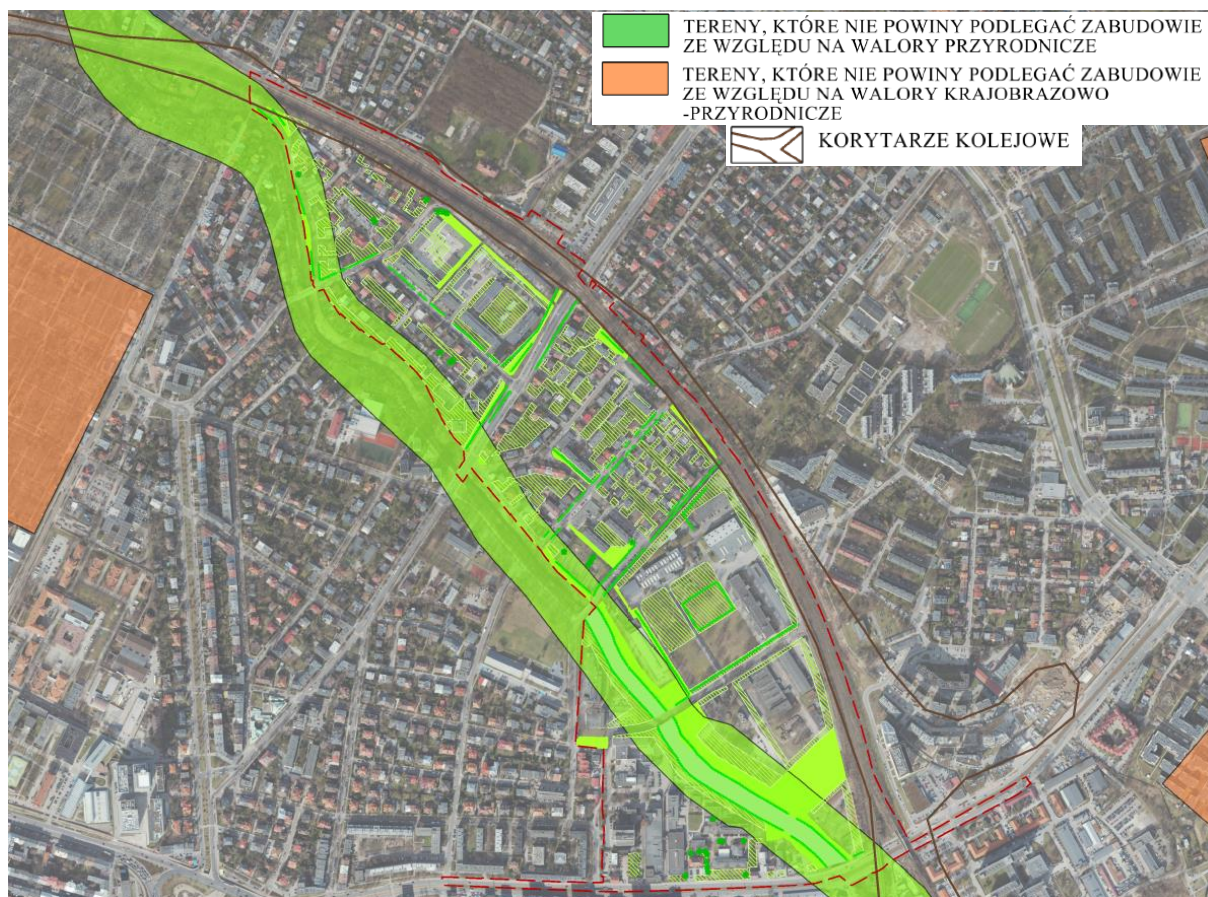 TERENY, KTÓRE NIE POWINY PODLEGAĆ ZABUDOWIE
ZE WZGLĘDU NA WALORY PRZYRODNICZE
TERENY, KTÓRE NIE POWINY PODLEGAĆ ZABUDOWIE
ZE WZGLĘDU NA WALORY KRAJOBRAZOWO
-PRZYRODNICZE
KORYTARZE KOLEJOWE